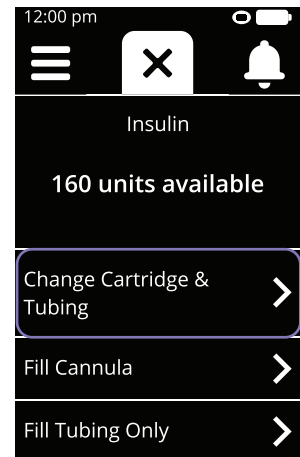 12:00 pm
Insulin
160 units available
Change Cartridge &
Tubing
Fill Cannula
Fill Tubing Only